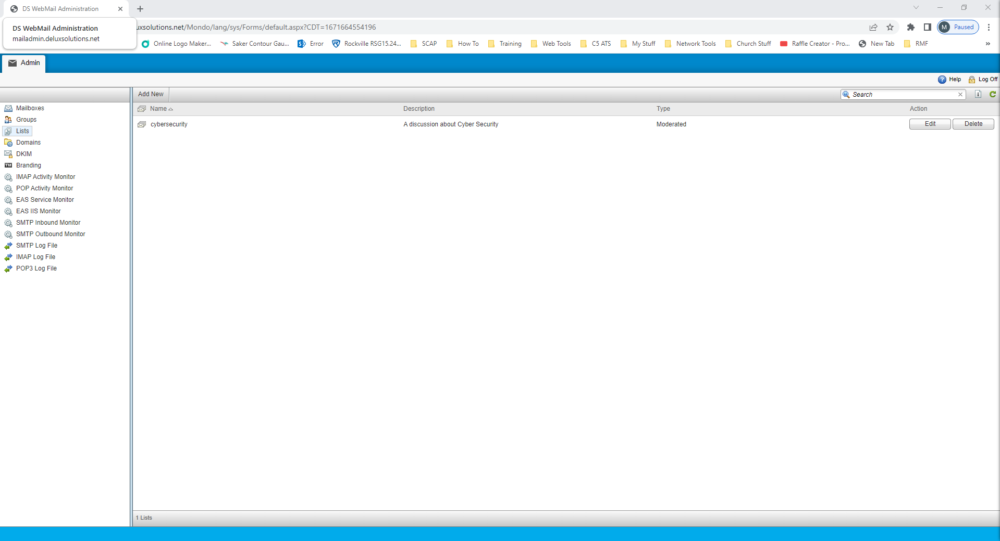 DS WebMail Administration
DS WebMail Administration
mailadmin.deluxsolutions.net
uxsolutions.net/Mondo/lang/sys/Forms/default.aspx?CDT=1671664554196
M Paused
Online Logo Maker... Saker Contour Gau... Error Rockville RSG15.24... SCAP How To Training Web Tools C5 ATS My Stuff Network Tools Church Stuff Raffle Creator - Pro... New Tab RMF »
Admin
Help Log Off
Add New Search
Name Description Type Action
cybersecurity A discussion about Cyber Security Moderated Edit Delete
Mailboxes
Groups
Lists
Domains
DKIM
TM Branding
IMAP Activity Monitor
POP Activity Monitor
EAS Service Monitor
EAS IIS Monitor
SMTP Inbound Monitor
SMTP Outbound Monitor
SMTP Log File
IMAP Log File
POP3 Log File
1 Lists